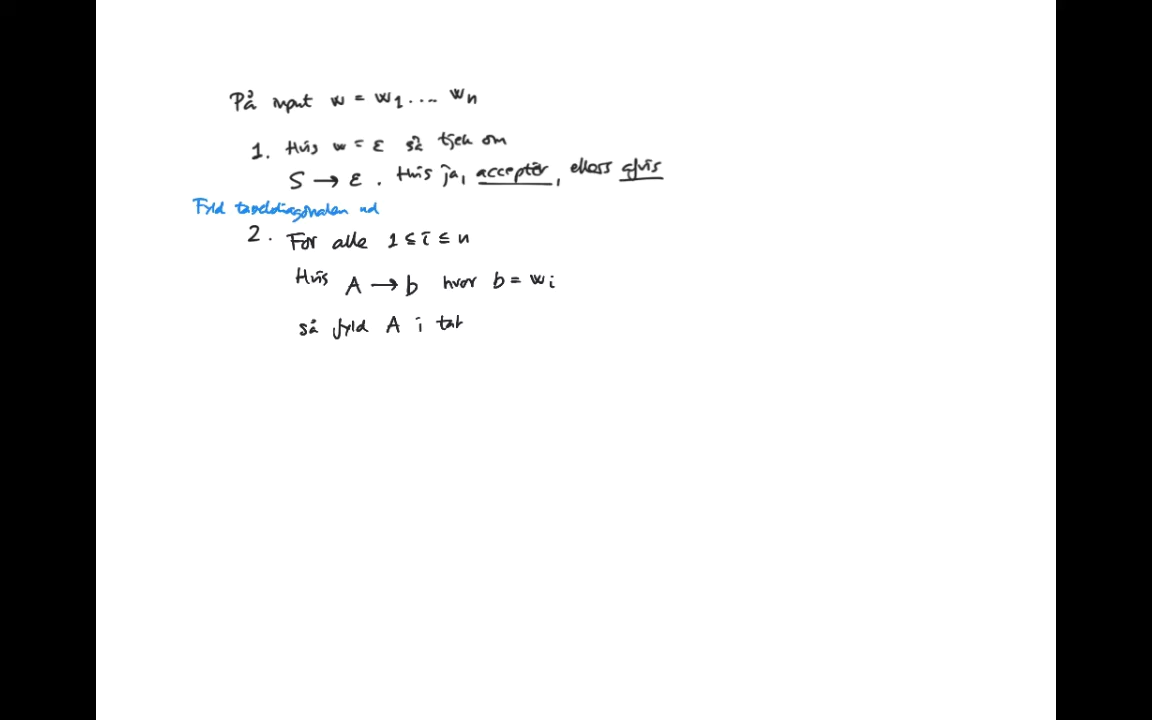 På input w = w1 .... wn
1. Hvis w = ε så tjek om
S → ε . Hvis ja, acceptér, ellers afvis
Fyld tabeldiagonalen ud
2. For alle 1 ≤ i ≤ n
Hvis A → b hvor b = wi
så fyld A i tab